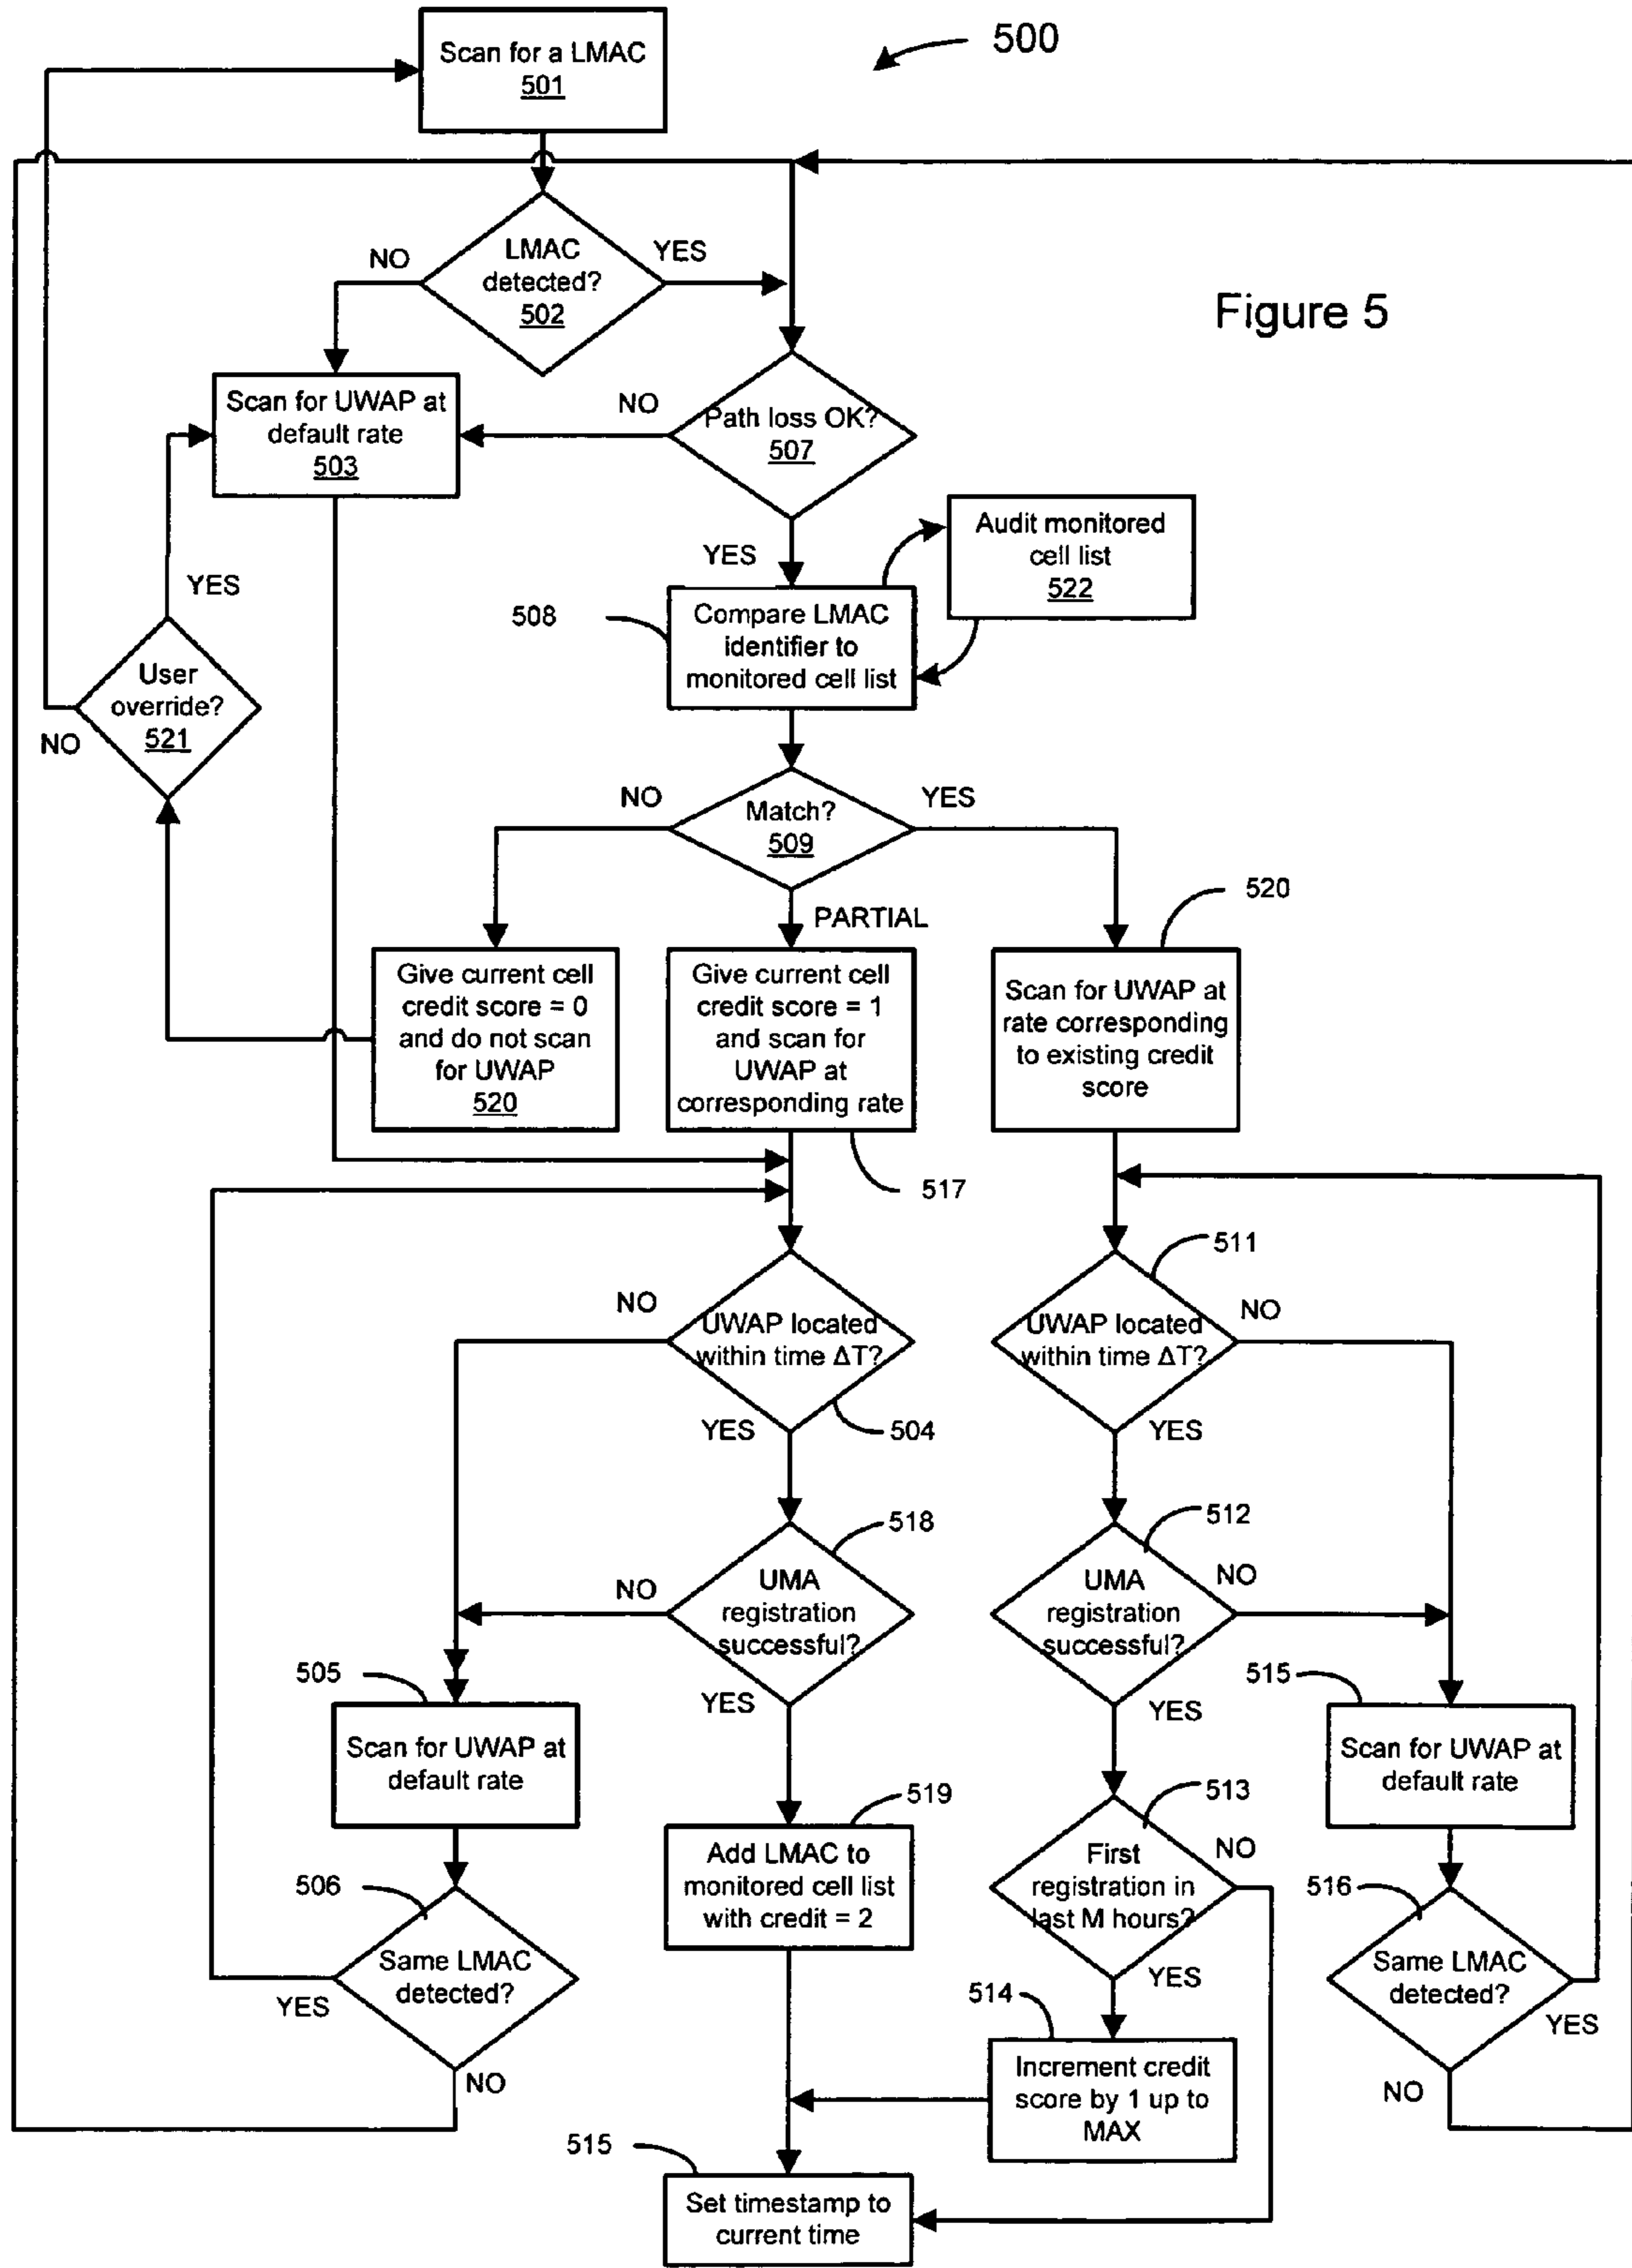 Scan for a LMAC
501
500
LMAC
detected?
502
NO
YES
Figure 5
Scan for UWAP at
default rate
503
NO
Path loss OK?
507
YES
Audit monitored
cell list
522
YES
508
Compare LMAC
identifier to
monitored cell list
User
override?
521
NO
NO
Match?
509
YES
PARTIAL
520
Give current cell
credit score = 0
and do not scan
for UWAP
520
Give current cell
credit score = 1
and scan for
UWAP at
corresponding rate
517
Scan for UWAP at
rate corresponding
to existing credit
score
NO
UWAP located
within time ΔT?
YES
504
511
UWAP located
within time ΔT?
NO
YES
518
NO
UMA
registration
successful?
YES
512
UMA
registration
successful?
NO
YES
505
Scan for UWAP at
default rate
515
Scan for UWAP at
default rate
519
Add LMAC to
monitored cell list
with credit = 2
513
First
registration in
last M hours?
NO
YES
506
Same LMAC
detected?
YES
NO
516
Same LMAC
detected?
YES
NO
514
Increment credit
score by 1 up to
MAX
515
Set timestamp to
current time